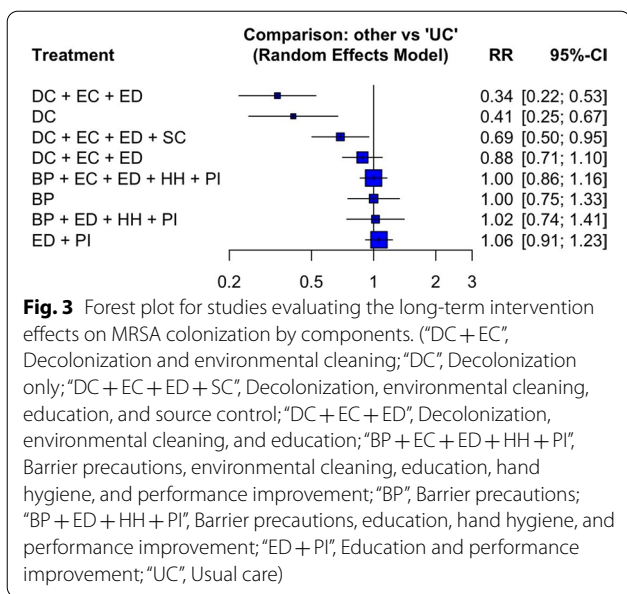 Comparison: other vs 'UC'
Treatment (Random Effects Model) RR 95%-CI
DC + EC + ED 0.34 [0.22; 0.53]
DC 0.41 [0.25; 0.67]
DC + EC + ED + SC 0.69 [0.50; 0.95]
DC + EC + ED 0.88 [0.71; 1.10]
BP + EC + ED + HH + PI 1.00 [0.86; 1.16]
BP 1.00 [0.75; 1.33]
BP + ED + HH + PI 1.02 [0.74; 1.41]
ED + PI 1.06 [0.91; 1.23]
0.2 0.5 1 2 3
Fig. 3 Forest plot for studies evaluating the long-term intervention
effects on MRSA colonization by components. (“DC + EC”,
Decolonization and environmental cleaning; “DC”, Decolonization
only; “DC + EC + ED + SC”, Decolonization, environmental cleaning,
education, and source control; “DC + EC + ED”, Decolonization,
environmental cleaning, and education; “BP + EC + ED + HH + PI”,
Barrier precautions, environmental cleaning, education, hand
hygiene, and performance improvement; “BP”, Barrier precautions;
“BP + ED + HH + PI”, Barrier precautions, education, hand hygiene, and
performance improvement; “ED + PI”, Education and performance
improvement; “UC”, Usual care)